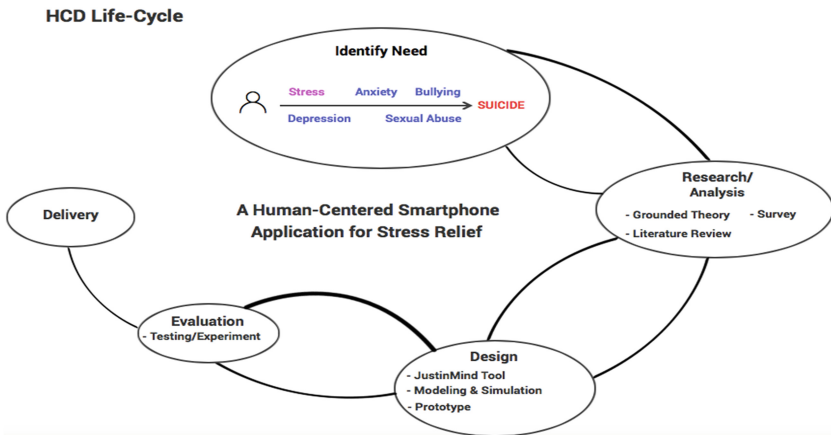 HCD Life-Cycle
Identify Need
Stress Anxiety Bullying
SUICIDE
Depression Sexual Abuse
Research/
Analysis
- Grounded Theory - Survey
- Literature Review
Delivery
A Human-Centered Smartphone
Application for Stress Relief
Evaluation
- Testing/Experiment
Design
- JustinMind Tool
- Modeling & Simulation
- Prototype